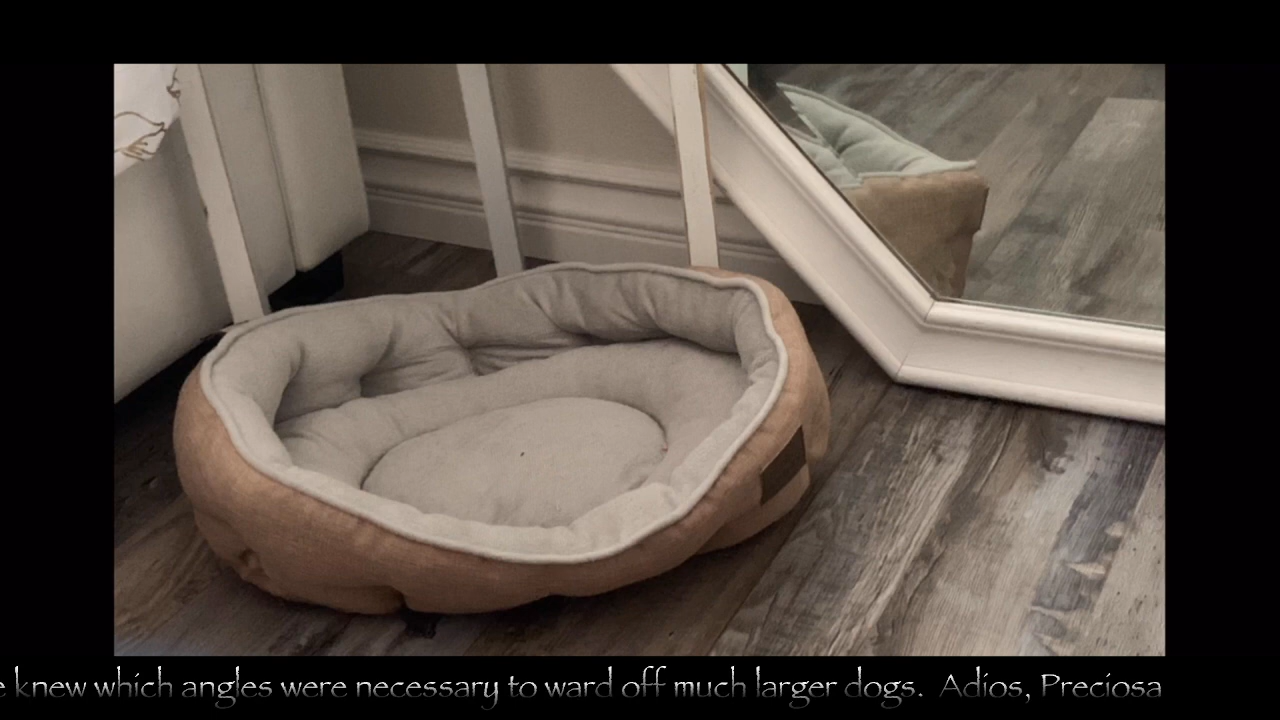 e knew which angles were necessary to ward off much larger dogs. Adios, Preciosa